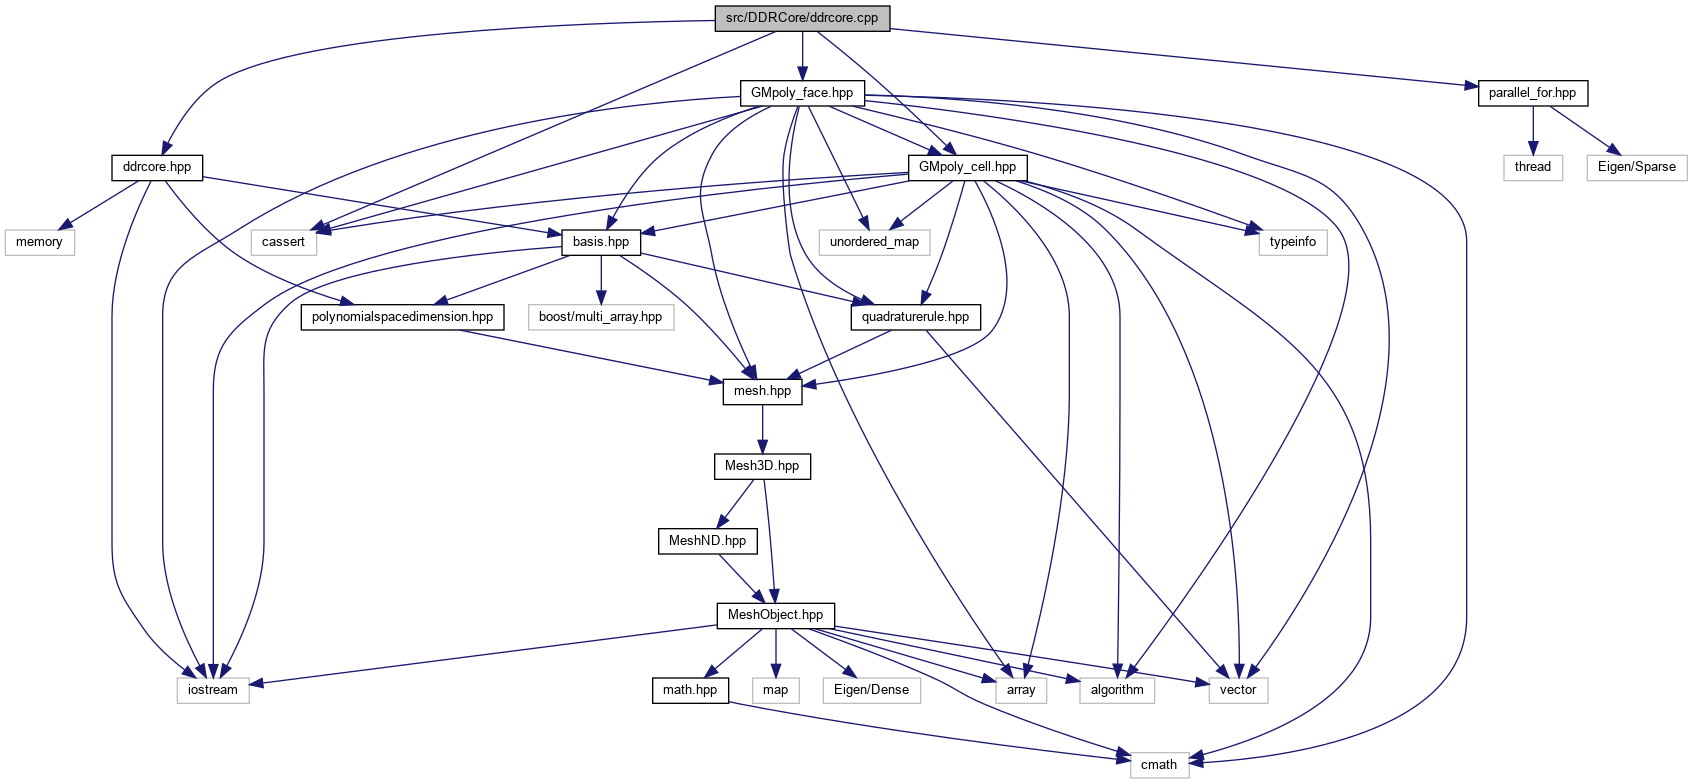 src/DDRCore/ddrcore.cpp
GMpoly_face.hpp
parallel_for.hpp
ddrcore.hpp
GMpoly_cell.hpp
thread
Eigen/Sparse
memory
cassert
basis.hpp
unordered_map
typeinfo
polynomialspacedimension.hpp
boost/multi_array.hpp
quadraturerule.hpp
mesh.hpp
Mesh3D.hpp
MeshND.hpp
MeshObject.hpp
iostream
math.hpp
map
Eigen/Dense
array
algorithm
vector
cmath